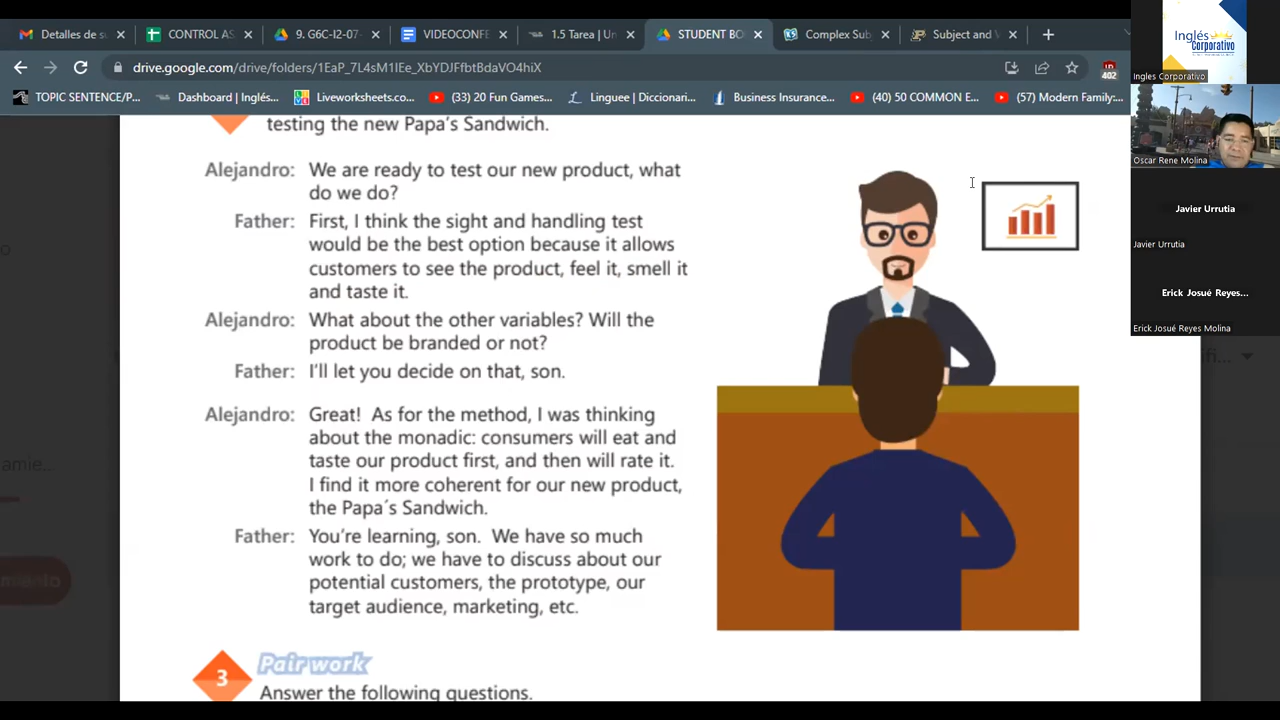 Detalles de su
CONTROL AS
9. G6C-I2-07-
VIDEOCONFE
1.5 Tarea | Un
STUDENT BO
Complex Sub
Subject and V
drive.google.com/drive/folders/1EaP_7L4sM1IEe_XbYDJFbtBdaVO4hiX
402
TOPIC SENTENCE/P...
Dashboard | Inglés...
Liveworksheets.co...
(33) 20 Fun Games...
Linguee | Diccionari...
Business Insurance...
(40) 50 COMMON E...
(57) Modern Family:...
Inglés
Corporativo
Ingles Corporativo
Oscar Rene Molina
Javier Urrutia
Javier Urrutia
Erick Josué Reyes...
Erick Josué Reyes Molina
testing the new Papa's Sandwich.
Alejandro: We are ready to test our new product, what
do we do?
Father: First, I think the sight and handling test
would be the best option because it allows
customers to see the product, feel it, smell it
and taste it.
Alejandro: What about the other variables? Will the
product be branded or not?
Father: I'll let you decide on that, son.
Alejandro: Great! As for the method, I was thinking
about the monadic: consumers will eat and
taste our product first, and then will rate it.
I find it more coherent for our new product,
the Papa´s Sandwich.
Father: You're learning, son. We have so much
work to do; we have to discuss about our
potential customers, the prototype, our
target audience, marketing, etc.
3
Pair work
Answer the following questions.